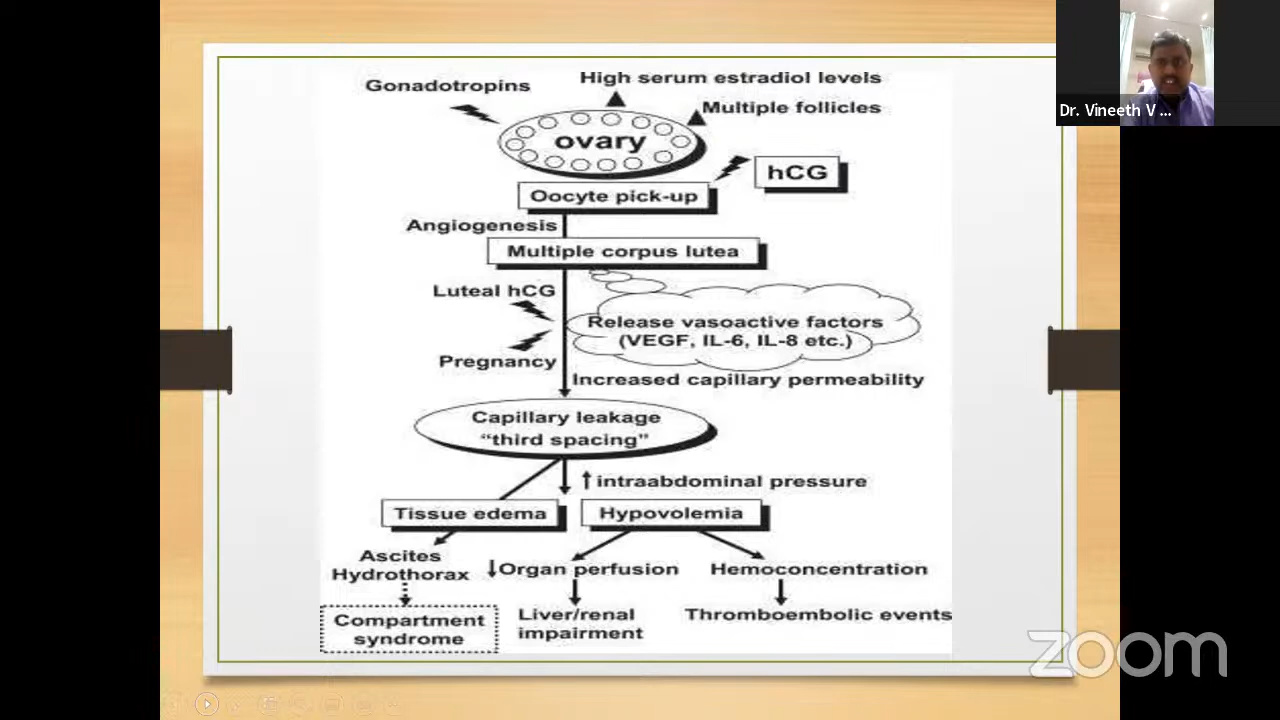 Dr. Vineeth V ...
Gonadotropins
High serum estradiol levels
Multiple follicles
ovary
hCG
Oocyte pick-up
Angiogenesis
Multiple corpus lutea
Luteal hCG
Release vasoactive factors
(VEGF, IL-6, IL-8 etc.)
Pregnancy
Increased capillary permeability
Capillary leakage
“third spacing”
↑ intraabdominal pressure
Tissue edema
Hypovolemia
Ascites
Hydrothorax
↓Organ perfusion
Hemoconcentration
Compartment
syndrome
Liver/renal
impairment
Thromboembolic events
zoom